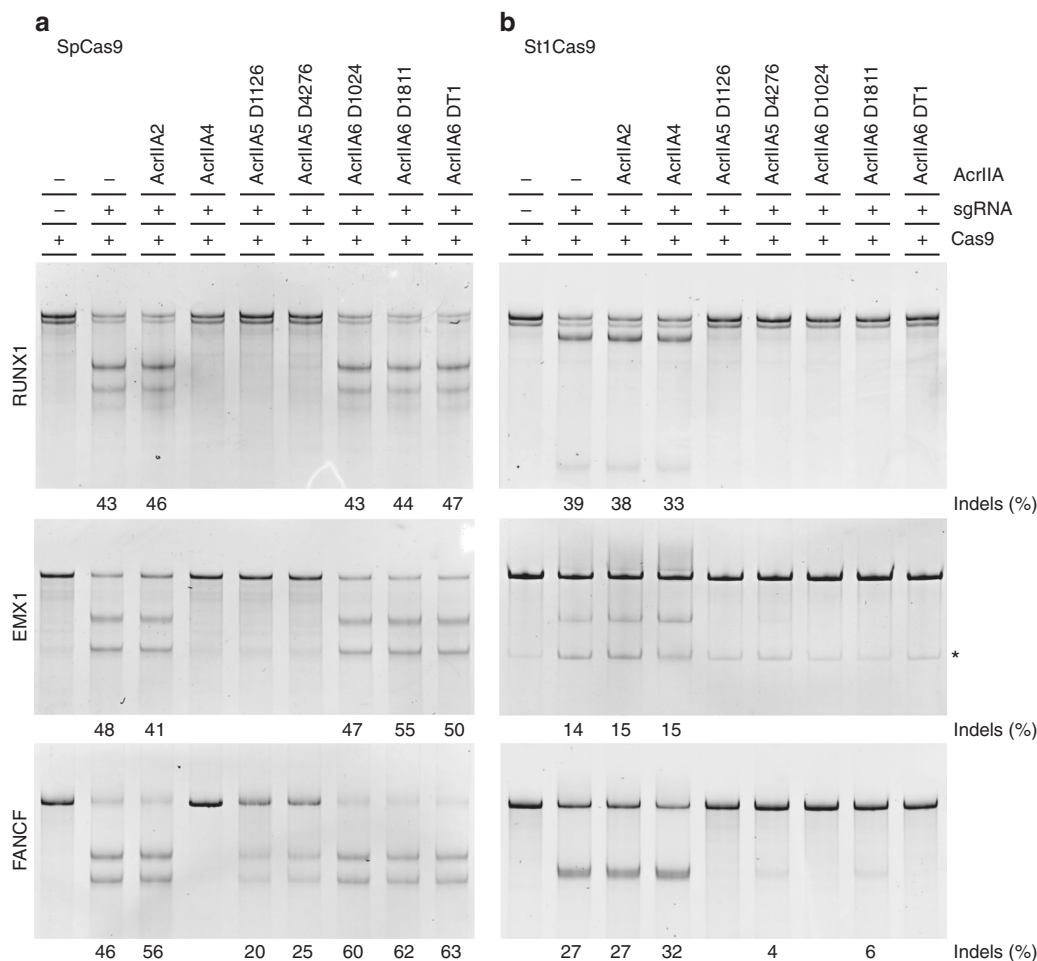 a
SpCas9
AcrIIA2
AcrIIA4
AcrIIA5 D1126
AcrIIA5 D4276
AcrIIA6 D1024
AcrIIA6 D1811
AcrIIA6 DT1
– –
– + + + + + + + +
+ + + + + + + + +
RUNX1
43 46 43 44 47
EMX1
48 41 47 55 50
FANCF
46 56 20 25 60 62 63
b
St1Cas9
AcrIIA2
AcrIIA4
AcrIIA5 D1126
AcrIIA5 D4276
AcrIIA6 D1024
AcrIIA6 D1811
AcrIIA6 DT1
– – AcrIIA
– + + + + + + + + sgRNA
+ + + + + + + + + Cas9
39 38 33 Indels (%)
*
14 15 15 Indels (%)
27 27 32 4 6 Indels (%)